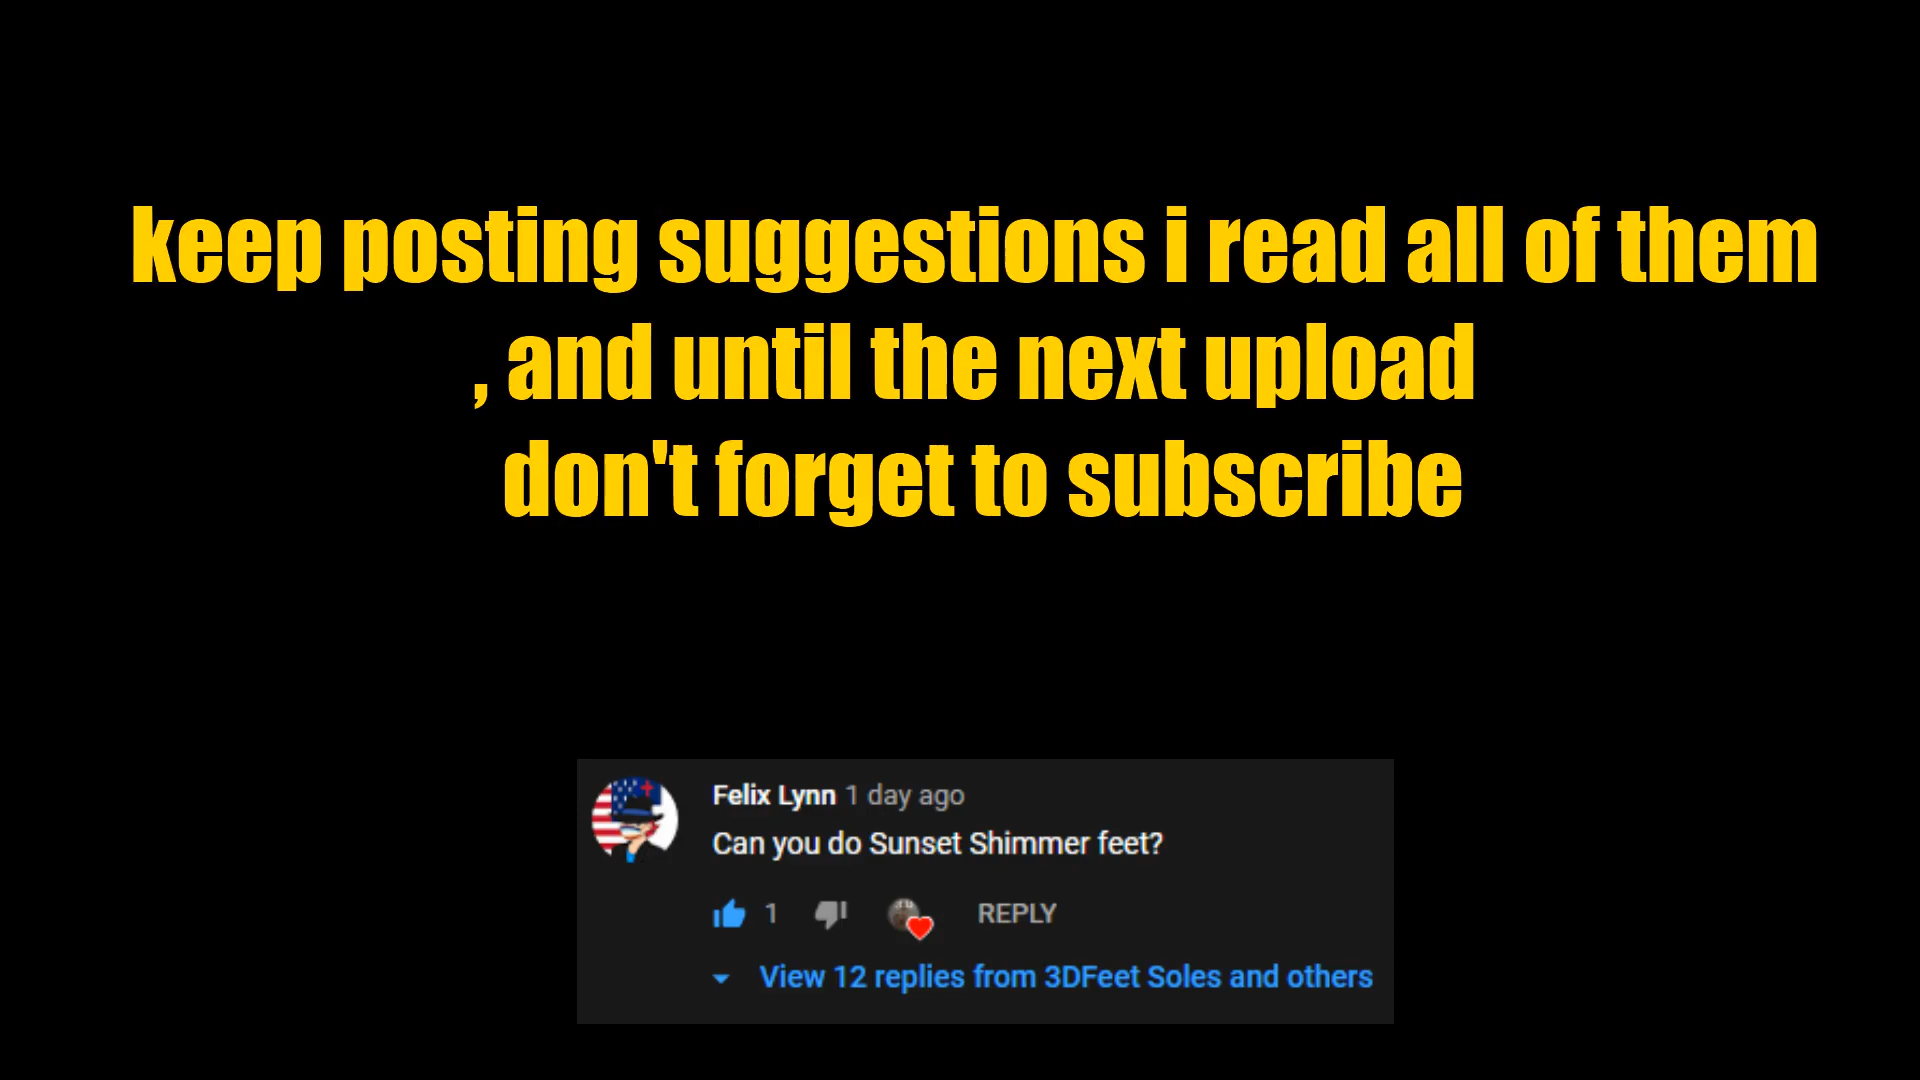 keep posting suggestions i read all of them
, and until the next upload
don't forget to subscribe
Felix Lynn 1 day ago
Can you do Sunset Shimmer feet?
1 REPLY
View 12 replies from 3DFeet Soles and others